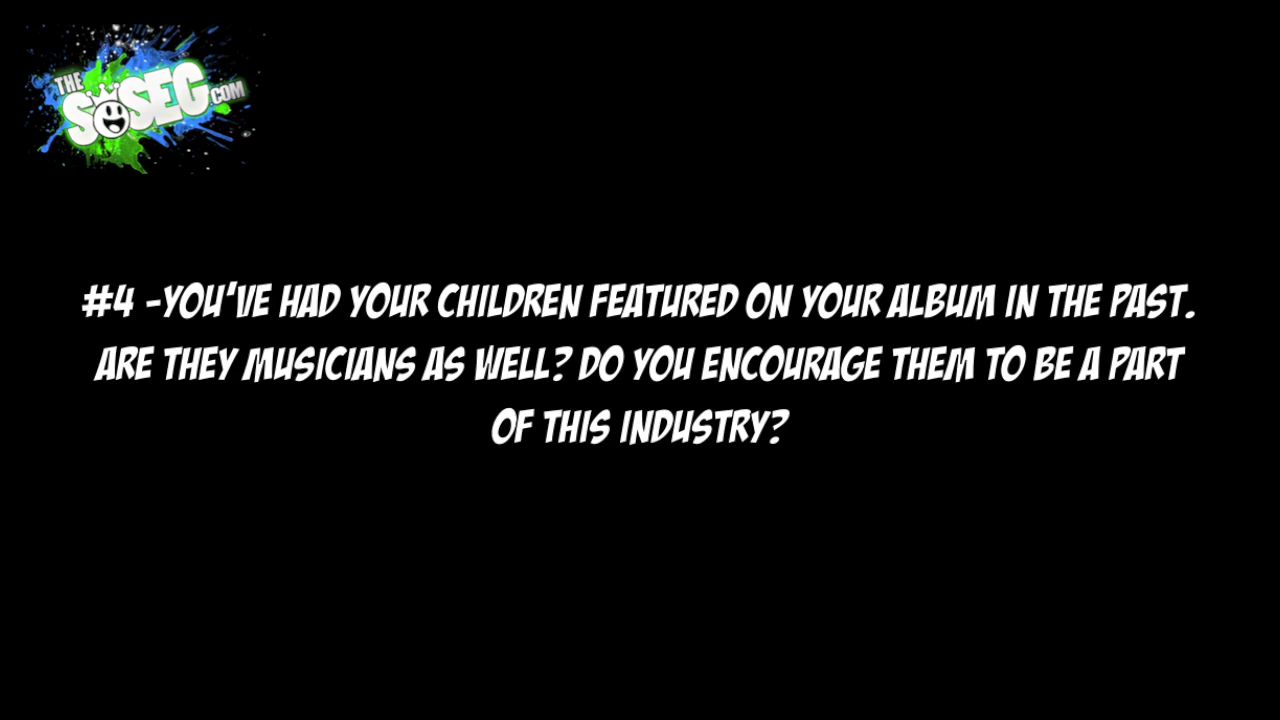 THE
SOSEC.COM
#4 -YOU'VE HAD YOUR CHILDREN FEATURED ON YOUR ALBUM IN THE PAST.
ARE THEY MUSICIANS AS WELL? DO YOU ENCOURAGE THEM TO BE A PART
OF THIS INDUSTRY?